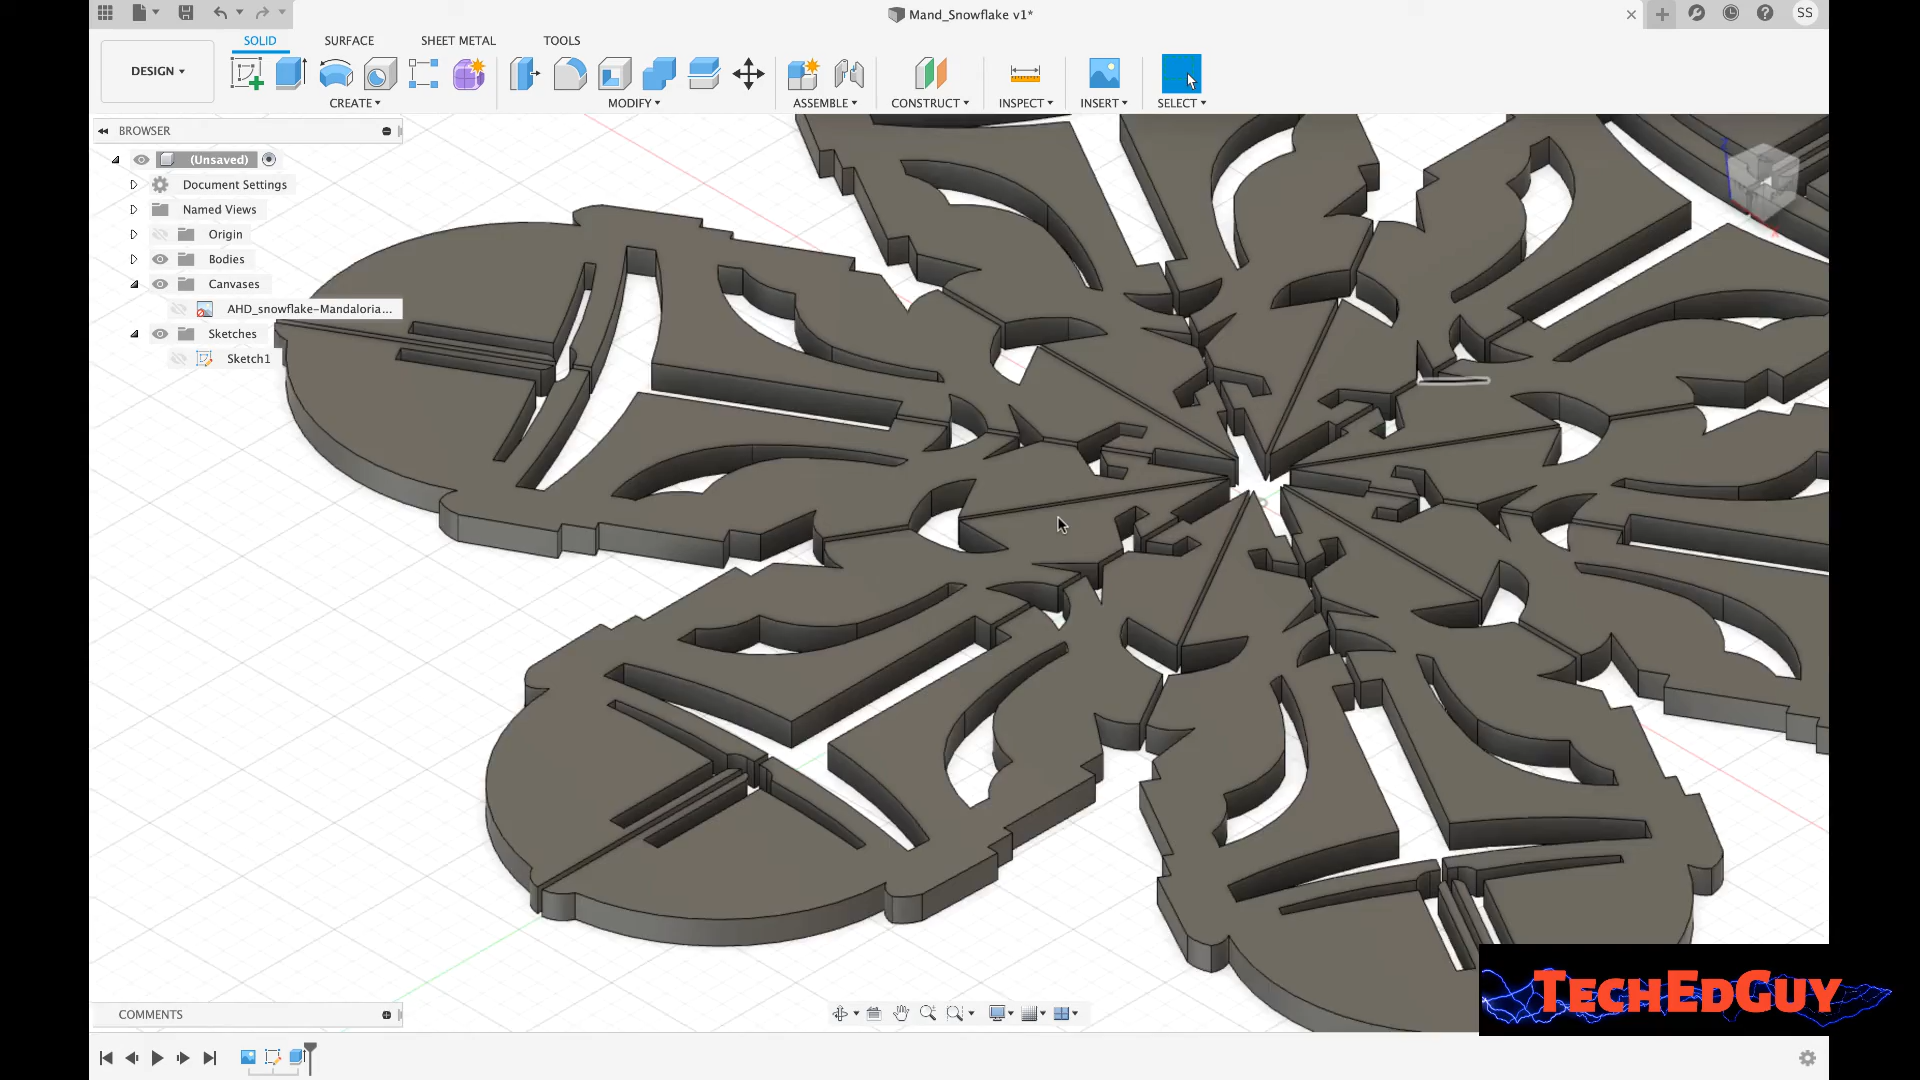 Mand_Snowflake v1*
SS
DESIGN
SOLID
SURFACE
SHEET METAL
TOOLS
CREATE
MODIFY
ASSEMBLE
CONSTRUCT
INSPECT
INSERT
SELECT
BROWSER
(Unsaved)
Document Settings
Named Views
Origin
Bodies
Canvases
AHD_snowflake-Mandaloria...
Sketches
Sketch1
COMMENTS
TECHEDGUY